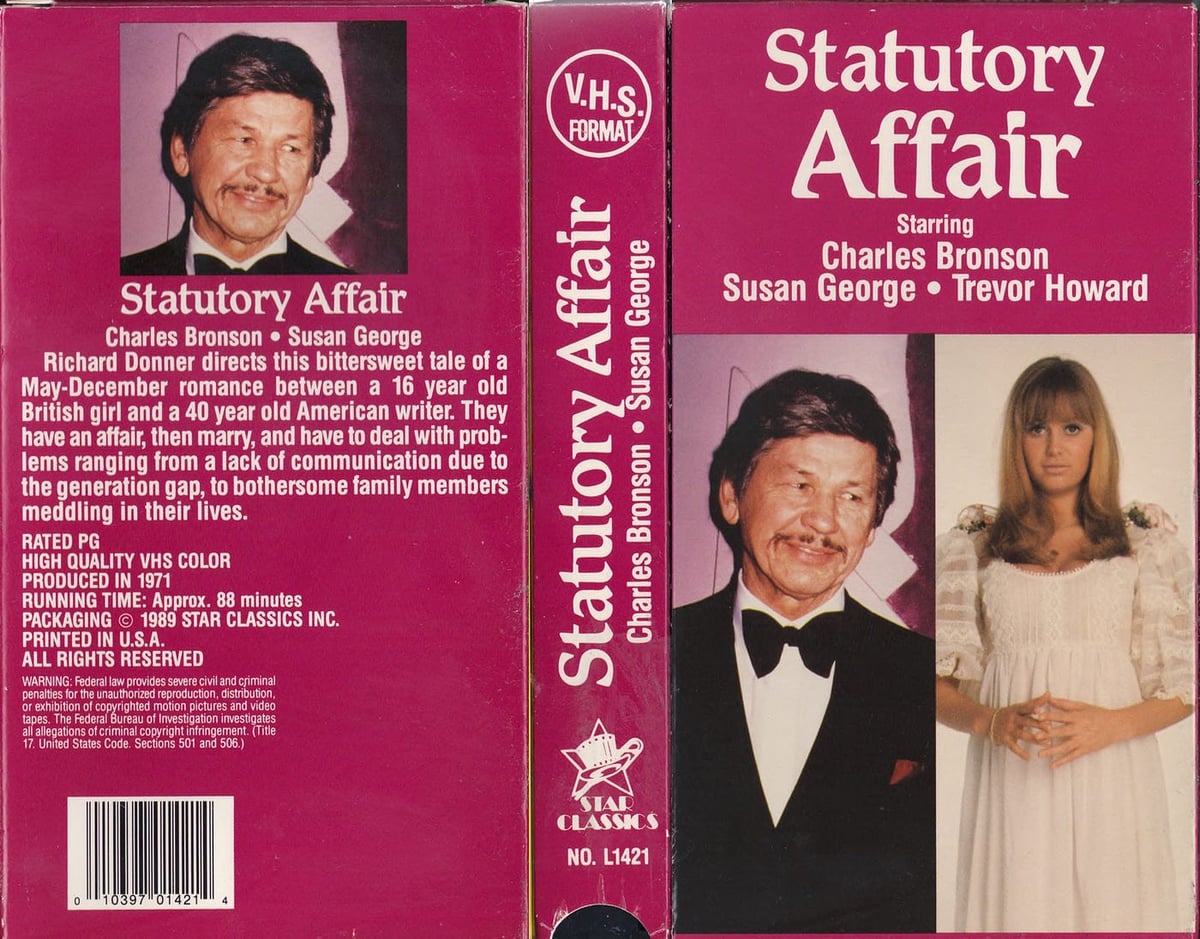 Statutory Affair
Charles Bronson • Susan George
Richard Donner directs this bittersweet tale of a
May-December romance between a 16 year old
British girl and a 40 year old American writer. They
have an affair, then marry, and have to deal with prob-
lems ranging from a lack of communication due to
the generation gap, to bothersome family members
meddling in their lives.
RATED PG
HIGH QUALITY VHS COLOR
PRODUCED IN 1971
RUNNING TIME: Approx. 88 minutes
PACKAGING © 1989 STAR CLASSICS INC.
PRINTED IN U.S.A.
ALL RIGHTS RESERVED
WARNING: Federal law provides severe civil and criminal
penalties for the unauthorized reproduction, distribution,
or exhibition of copyrighted motion pictures and video
tapes. The Federal Bureau of Investigation investigates
all allegations of criminal copyright infringement. (Title
17. United States Code. Sections 501 and 506.)
0 10397 01421 4
V.H.S.
FORMAT
Statutory Affair
Charles Bronson • Susan George
STAR
CLASSICS
NO. L1421
Statutory
Affair
Starring
Charles Bronson
Susan George • Trevor Howard